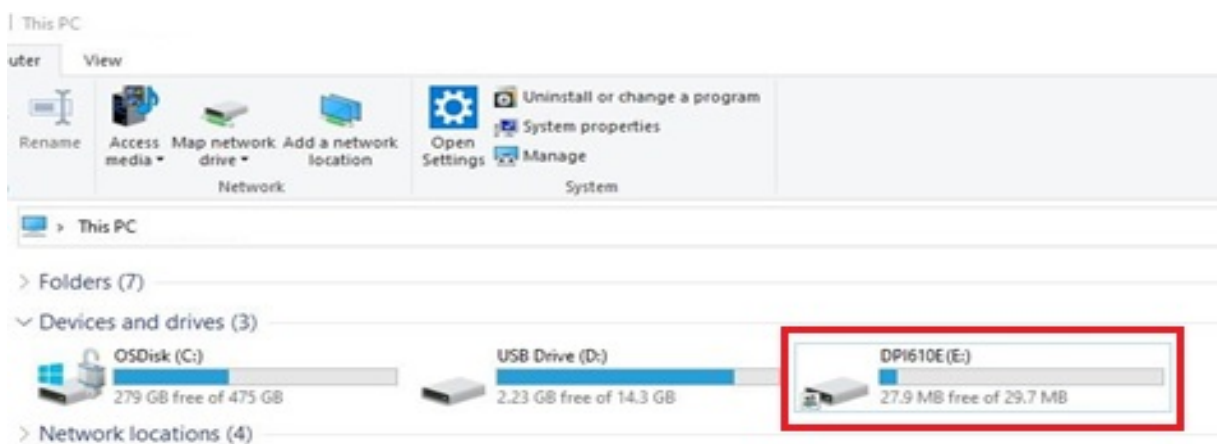 This PC
uter View
Rename
Access media
Map network drive
Add a network location
Open Settings
Uninstall or change a program
System properties
Manage
Network
System
> This PC
Folders (7)
Devices and drives (3)
OSDisk (C:)
279 GB free of 475 GB
USB Drive (D:)
2.23 GB free of 14.3 GB
DPI610E(E:)
27.9 MB free of 29.7 MB
Network locations (4)